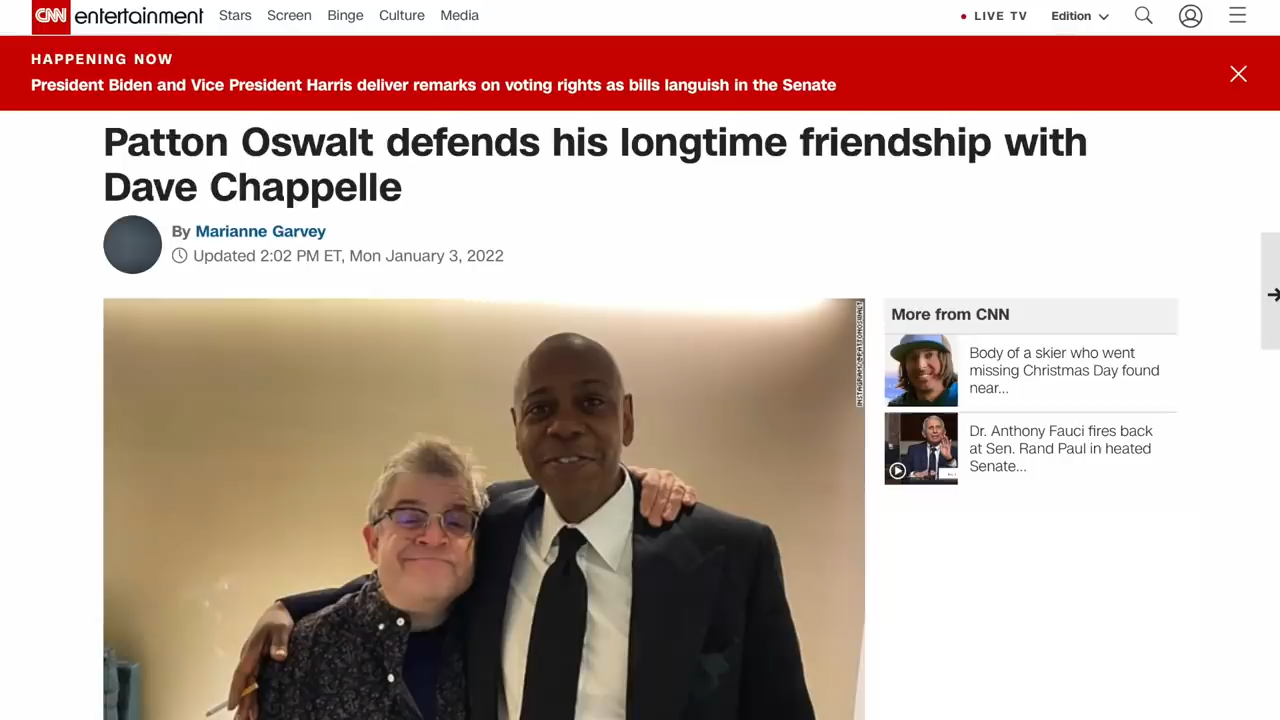 CNN entertainment Stars Screen Binge Culture Media LIVE TV Edition
HAPPENING NOW
President Biden and Vice President Harris deliver remarks on voting rights as bills languish in the Senate
Patton Oswalt defends his longtime friendship with
Dave Chappelle
By Marianne Garvey
Updated 2:02 PM ET, Mon January 3, 2022
INSTAGRAM/@PATTONOSWALT
More from CNN
Body of a skier who went
missing Christmas Day found
near...
Dr. Anthony Fauci fires back
at Sen. Rand Paul in heated
Senate...